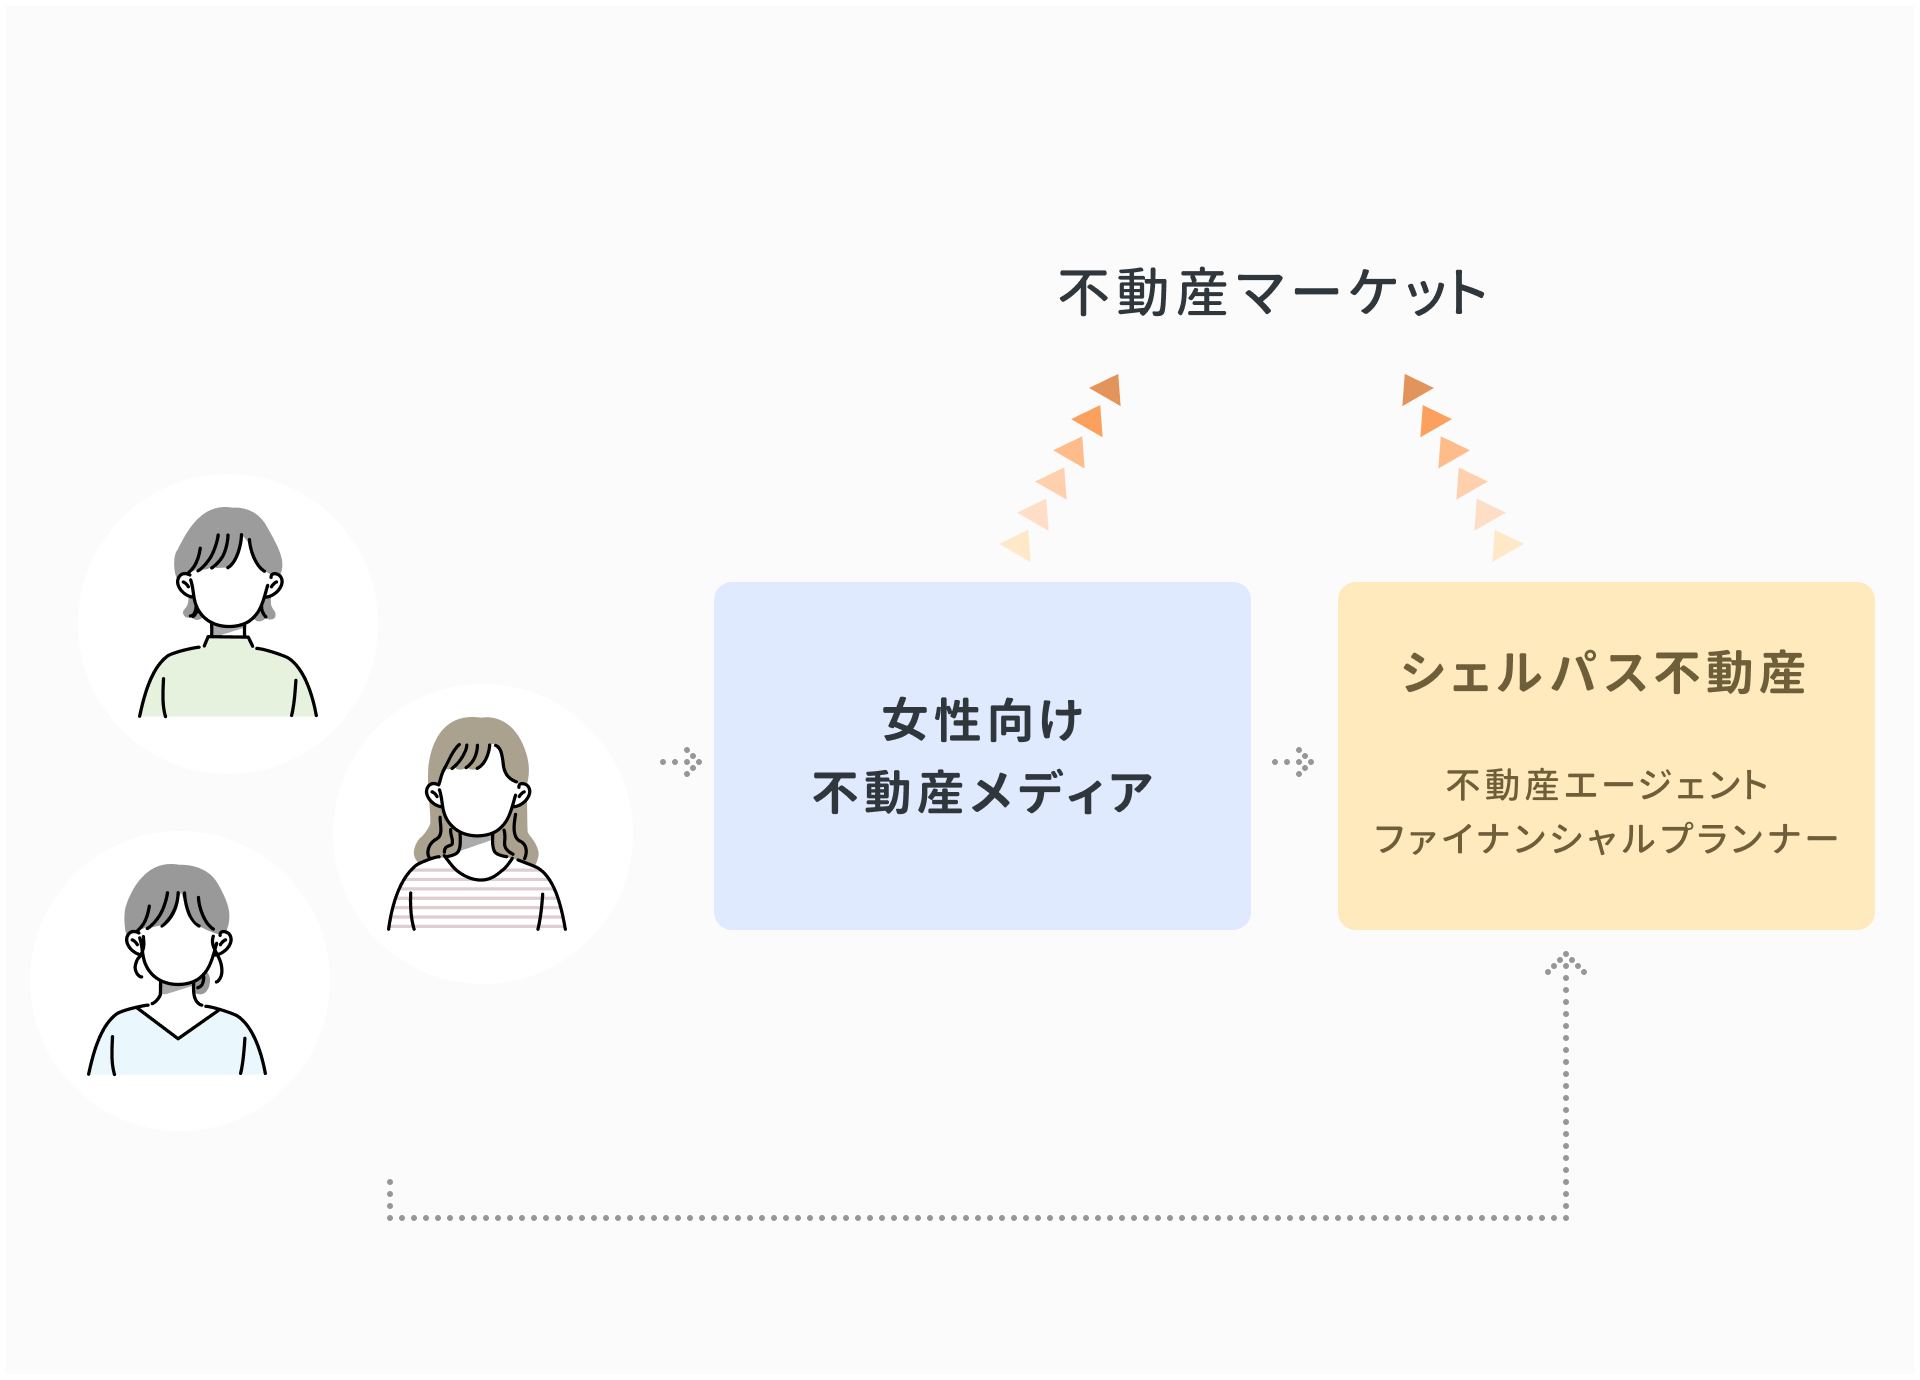 不動産マーケット
女性向け
不動産メディア
シェルパス不動産
不動産エージェント
ファイナンシャルプランナー